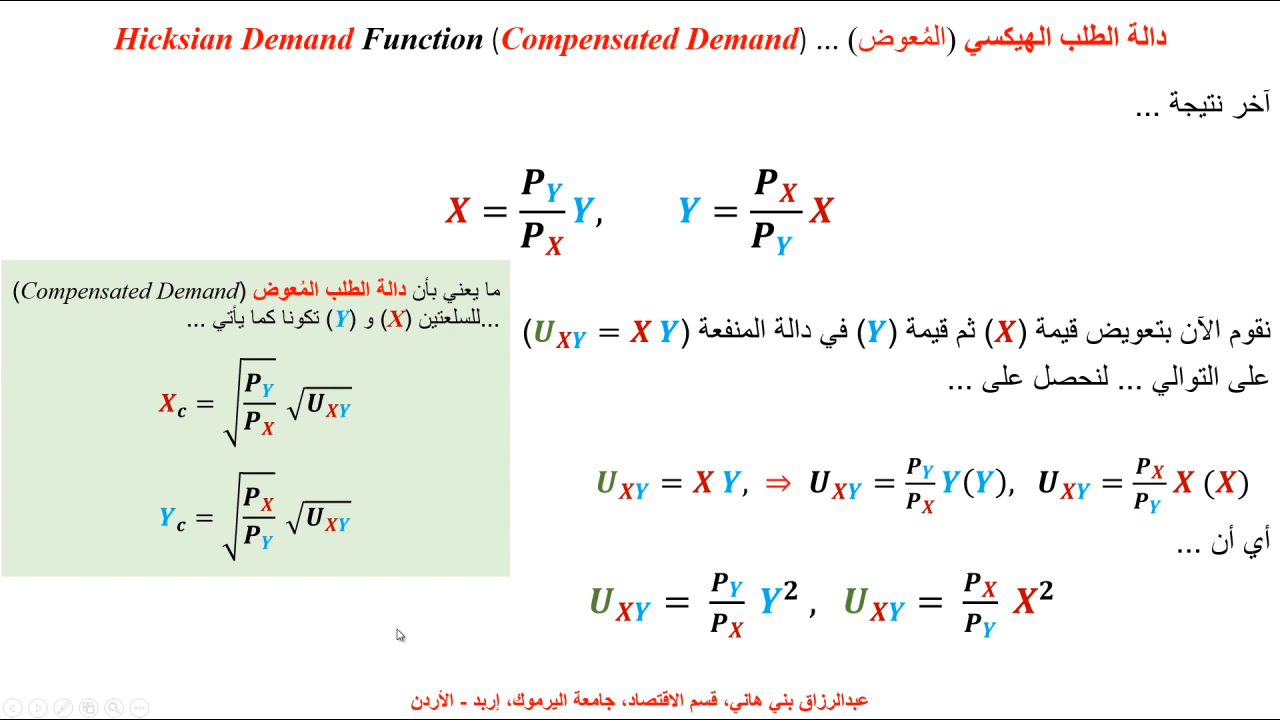 Hicksian Demand Function (Compensated Demand) ... (المُعوض) دالة الطلب الهيكسي
آخر نتيجة ...
X = P_Y/P_X Y,  Y = P_X/P_Y X
نقوم الآن بتعويض قيمة (X) ثم قيمة (Y) في دالة المنفعة (U_XY = X Y)
على التوالي ... لنحصل على ...
U_XY = X Y, ⇒ U_XY = P_Y/P_X Y(Y), U_XY = P_X/P_Y X (X)
أي أن ...
U_XY = P_Y/P_X Y², U_XY = P_X/P_Y X²
ما يعني بأن دالة الطلب المُعوض (Compensated Demand)
...للسلعتين (X) و (Y) تكونا كما يأتي ...
X_c = √(P_Y/P_X) √U_XY
Y_c = √(P_X/P_Y) √U_XY
عبدالرزاق بني هاني، قسم الاقتصاد، جامعة اليرموك، إربد - الأردن